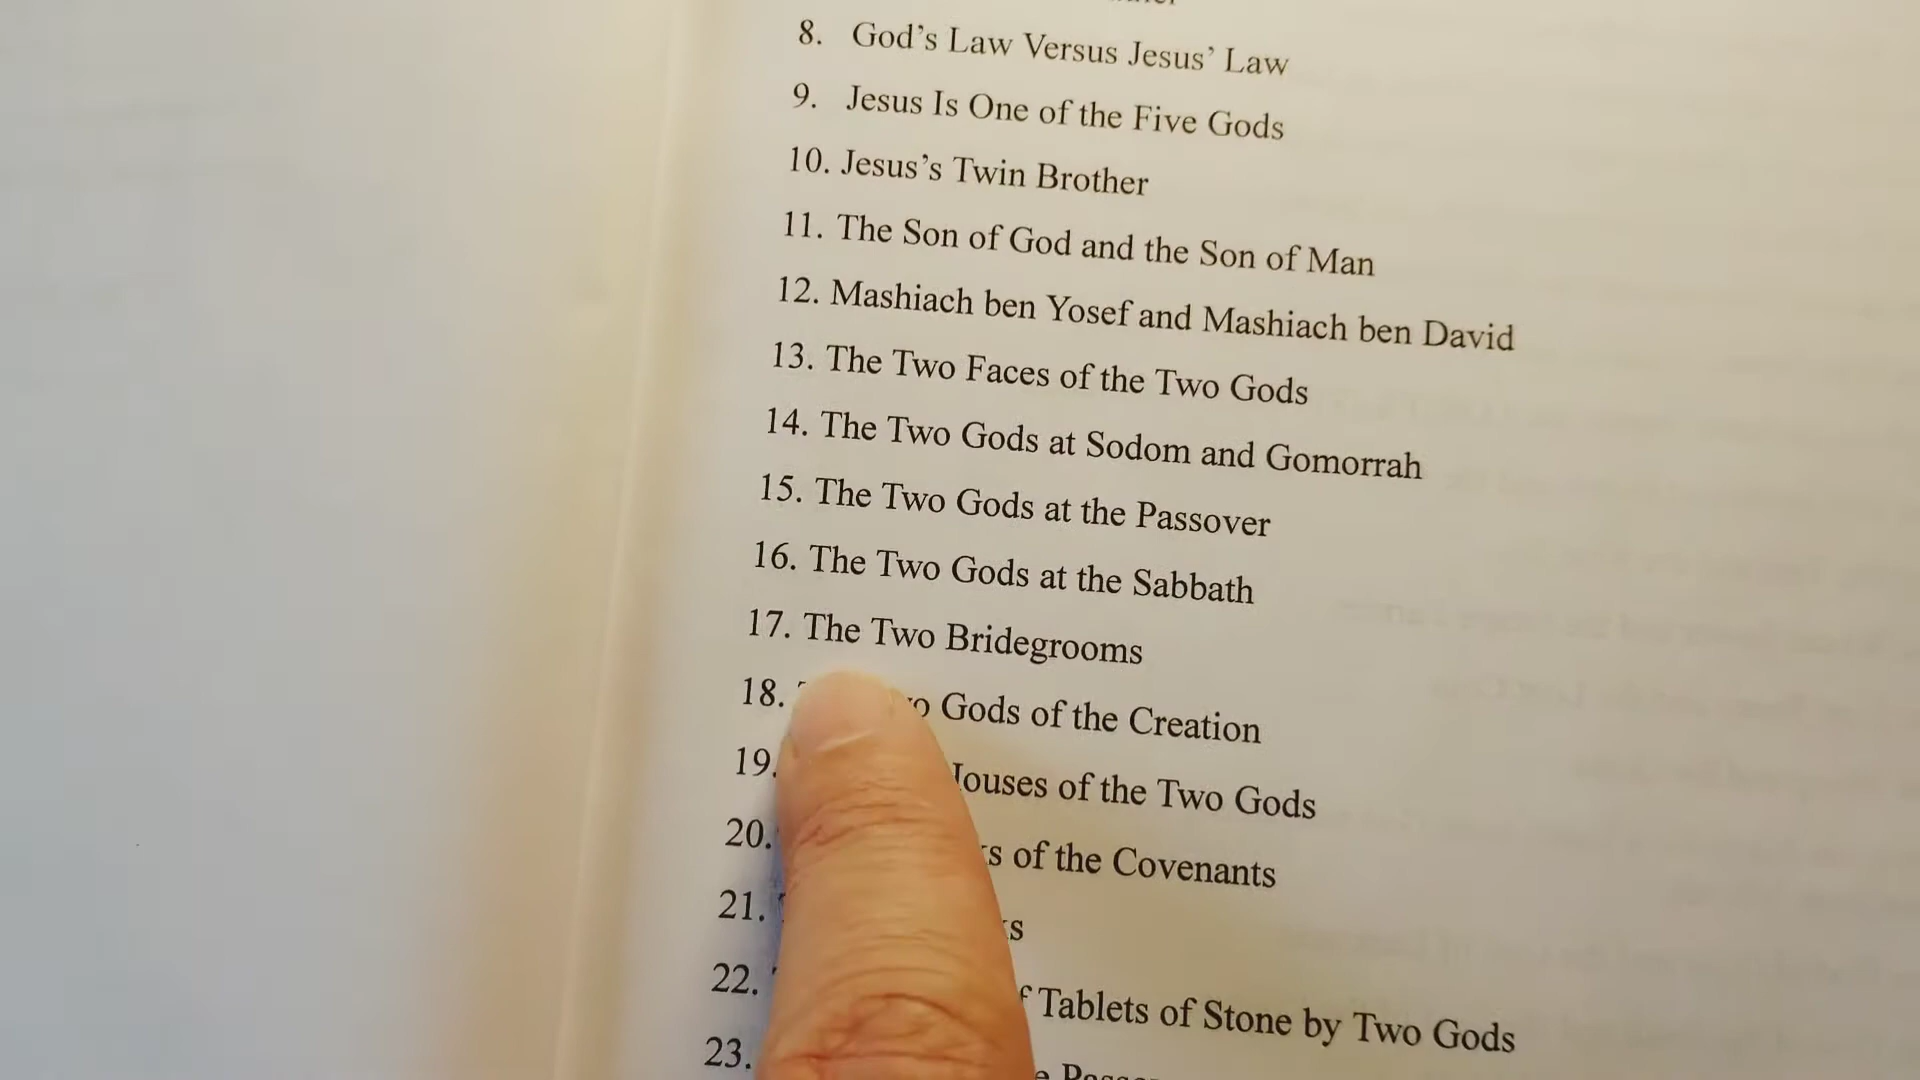 8. God's Law Versus Jesus' Law
9. Jesus Is One of the Five Gods
10. Jesus's Twin Brother
11. The Son of God and the Son of Man
12. Mashiach ben Yosef and Mashiach ben David
13. The Two Faces of the Two Gods
14. The Two Gods at Sodom and Gomorrah
15. The Two Gods at the Passover
16. The Two Gods at the Sabbath
17. The Two Bridegrooms
18. Gods of the Creation
19. of the Two Gods
20. of the Covenants
21.
22. Tablets of Stone by Two Gods
23.